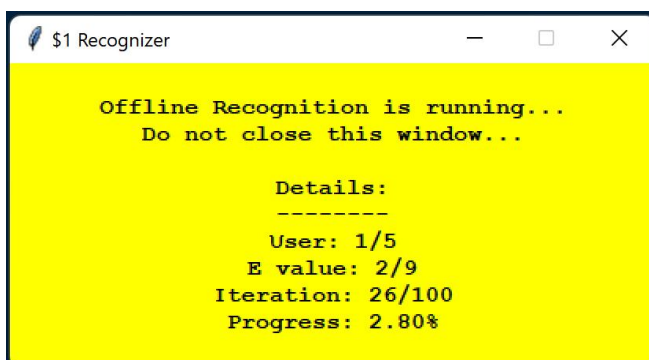 $1 Recognizer
Offline Recognition is running...
Do not close this window...
Details:
--------
User: 1/5
E value: 2/9
Iteration: 26/100
Progress: 2.80%